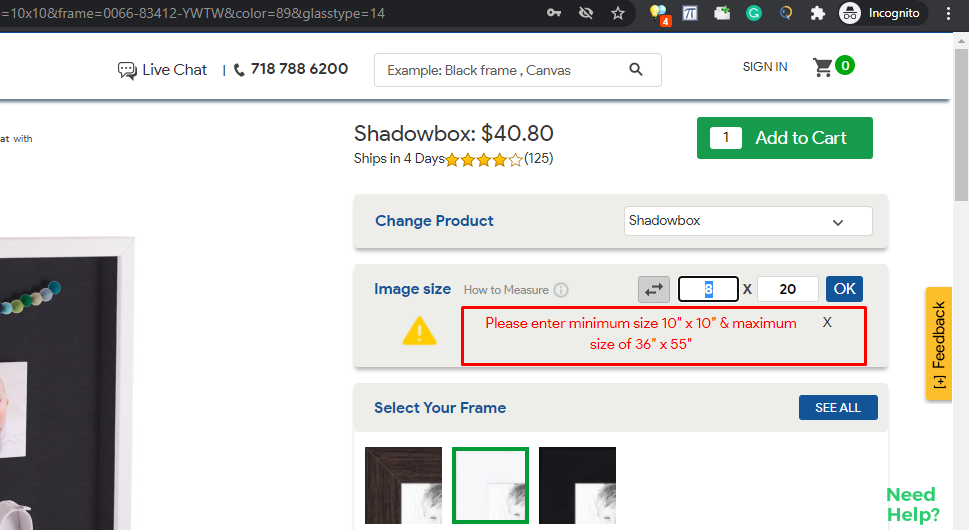 =10x10&frame=0066-83412-YWTW&color=89&glasstype=14
4
Incognito
Live Chat | 718 788 6200
Example: Black frame , Canvas
SIGN IN
0
at with
Shadowbox: $40.80
Ships in 4 Days (125)
1 Add to Cart
Change Product
Shadowbox
Image size How to Measure i
8 X 20 OK
Please enter minimum size 10" x 10" & maximum
size of 36" x 55"
X
[+] Feedback
Select Your Frame
SEE ALL
Need
Help?